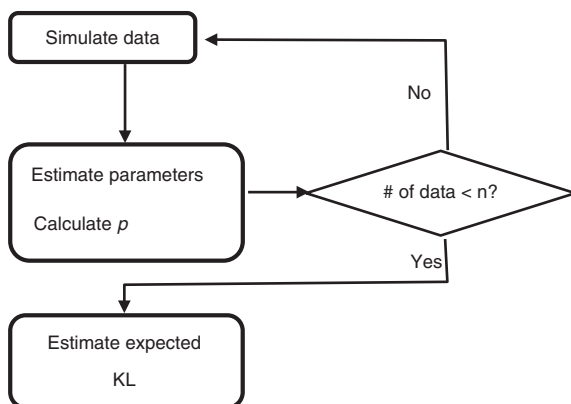 Simulate data
No
Estimate parameters
Calculate p
# of data < n?
Yes
Estimate expected
KL